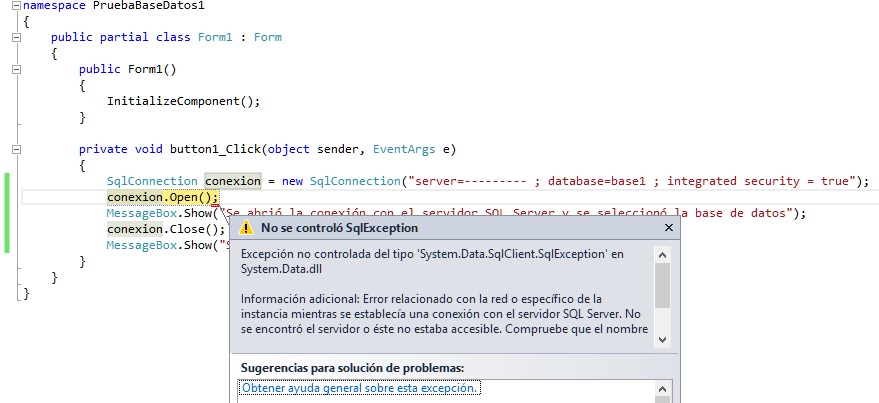 namespace PruebaBaseDatos1
{
public partial class Form1 : Form
{
public Form1()
{
InitializeComponent();
}
private void button1_Click(object sender, EventArgs e)
{
SqlConnection conexion = new SqlConnection("server=--------- ; database=base1 ; integrated security = true");
conexion.Open();
MessageBox.Show("Se abrió la conexión con el servidor SQL Server y se seleccionó la base de datos");
conexion.Close();
MessageBox.Show("S
}
}
}
No se controló SqlException
Excepción no controlada del tipo 'System.Data.SqlClient.SqlException' en
System.Data.dll
Información adicional: Error relacionado con la red o específico de la
instancia mientras se establecía una conexión con el servidor SQL Server. No
se encontró el servidor o éste no estaba accesible. Compruebe que el nombre
Sugerencias para solución de problemas:
Obtener ayuda general sobre esta excepción.